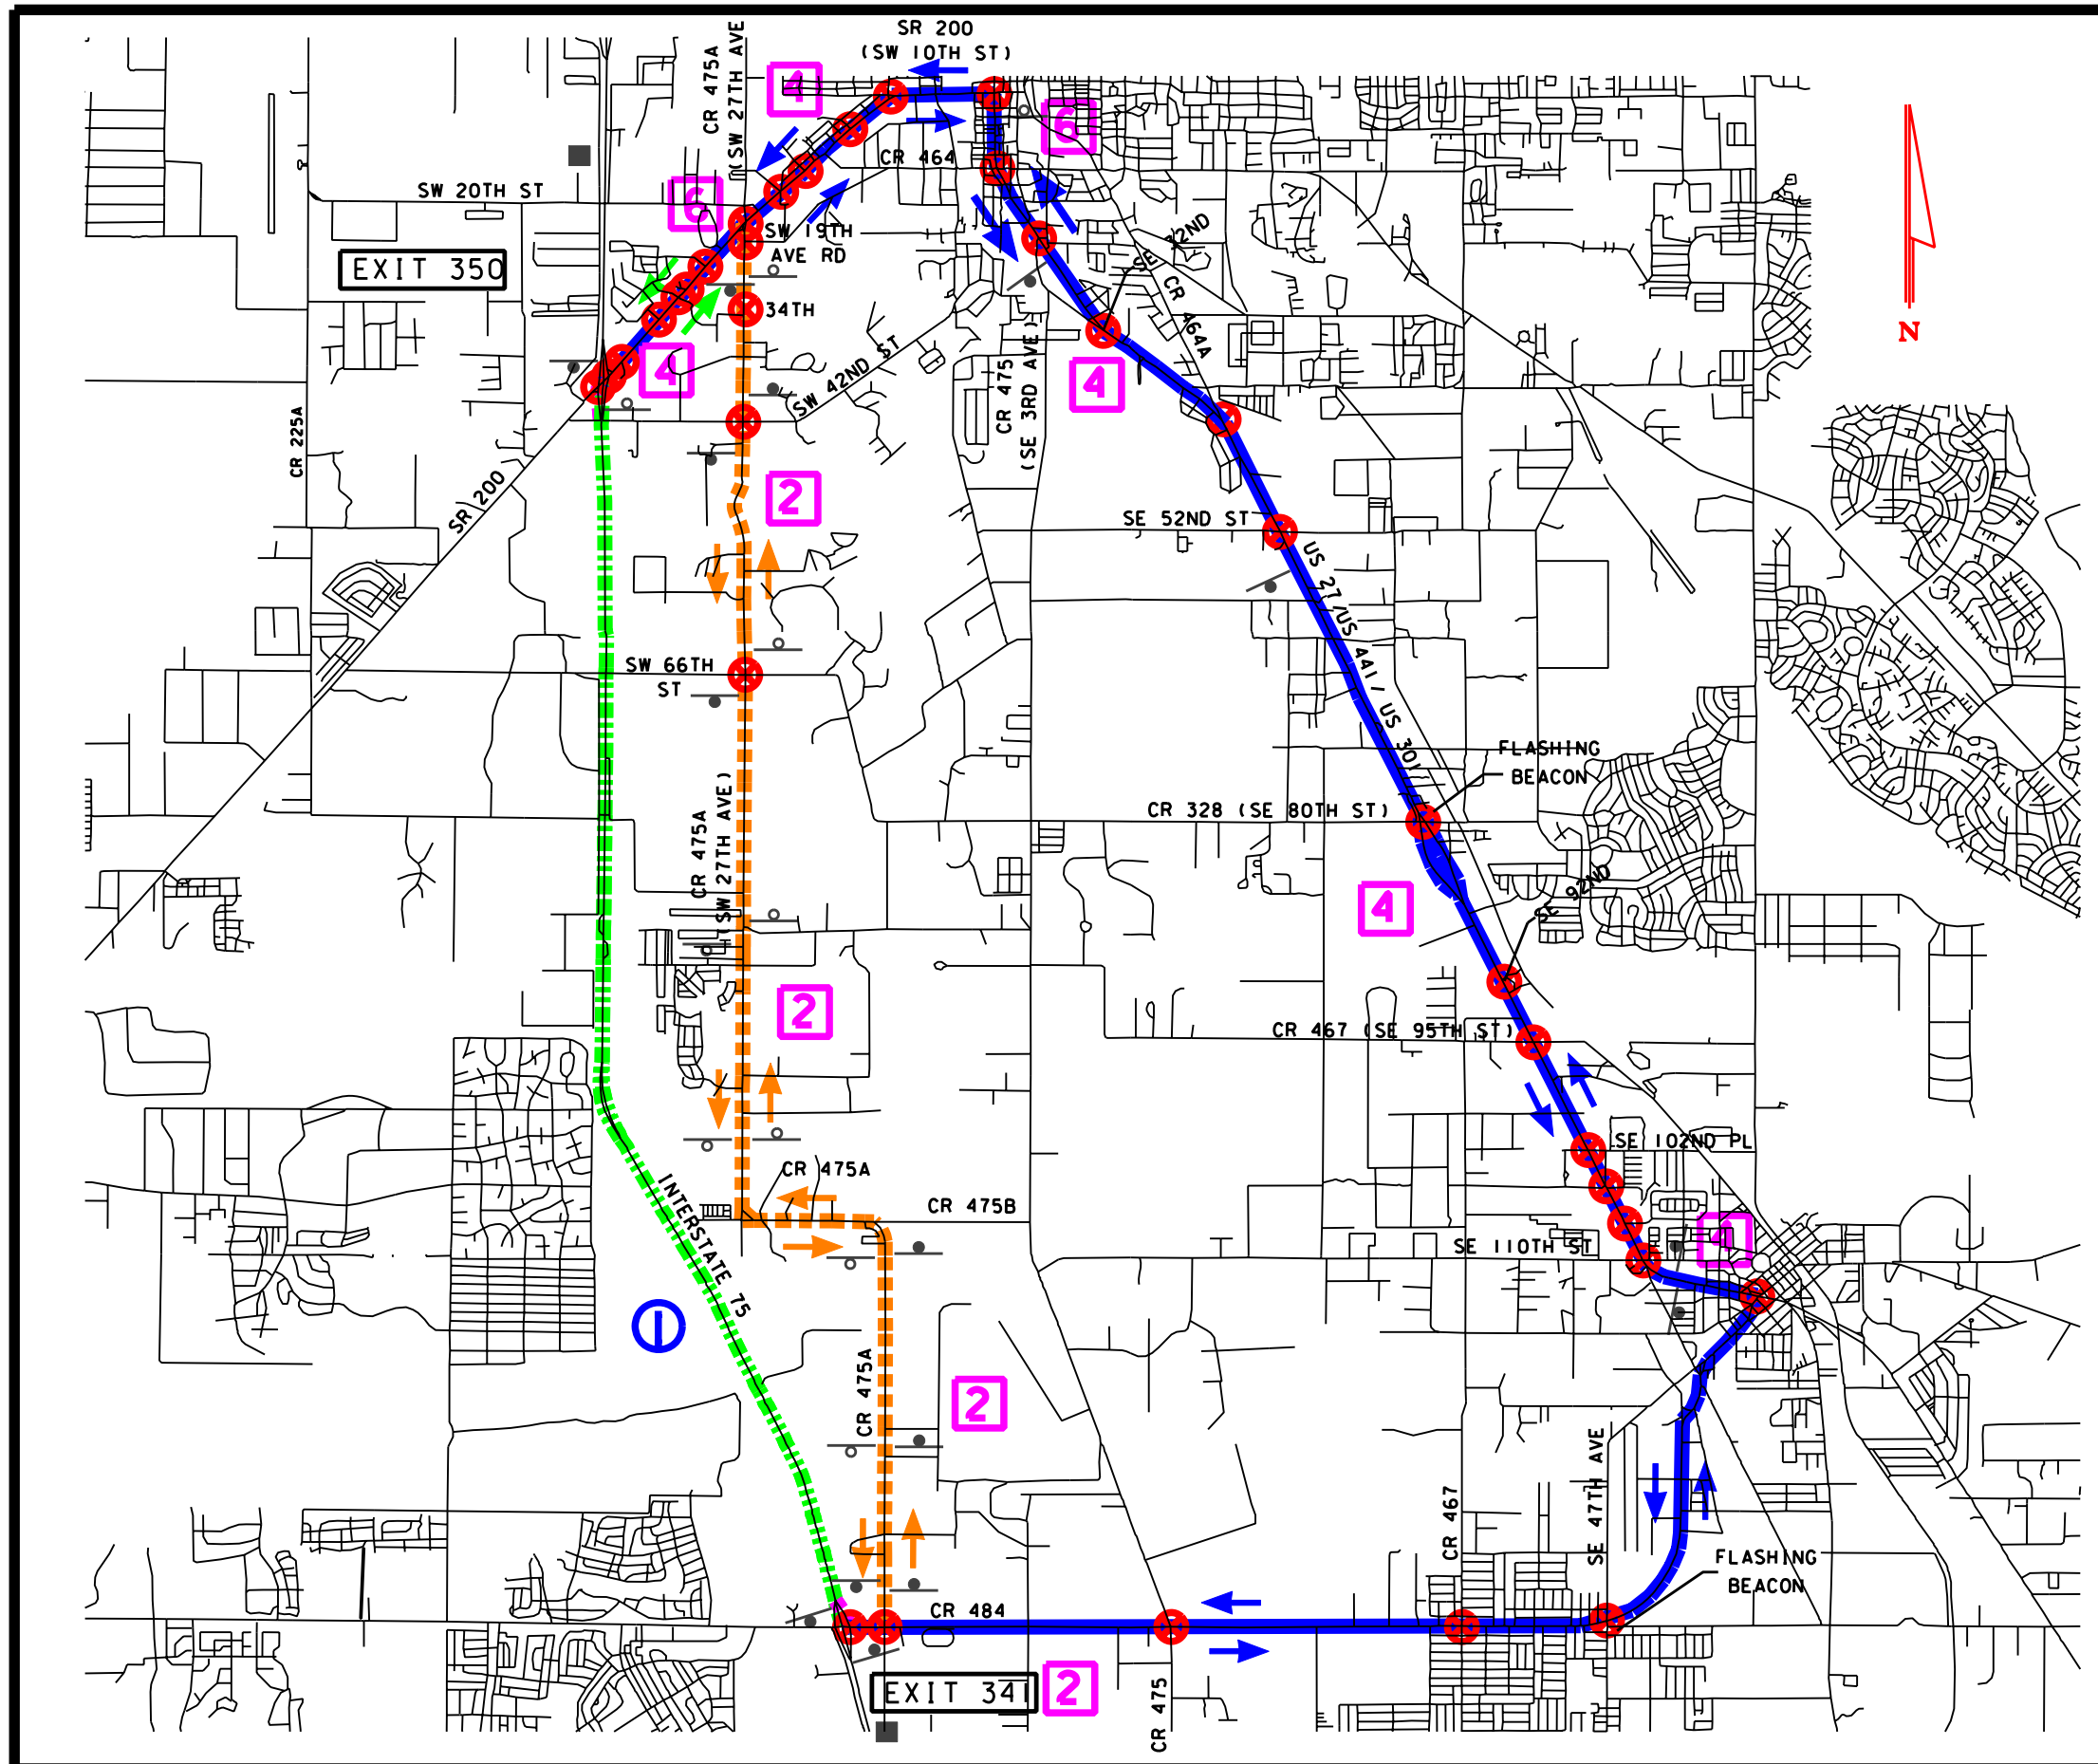 SR 200
(SW 10TH ST)
CR 475A
(SW 27TH AVE
4
6
CR 464
SW 20TH ST
6
SW 19TH
AVE RD
EXIT 350
34TH
SE 32ND
CR 464A
N
4
SW 42ND ST
CR 475
(SE 3RD AVE)
4
CR 225A
SR 200
2
SE 52ND ST
US 27/US 441/ US 301
SW 66TH
ST
FLASHING
BEACON
CR 328 (SE 80TH ST)
CR 475A
(SW 27TH AVE)
4
SE 92ND
2
CR 467 (SE 95TH ST)
SE 102ND PL
CR 475A
CR 475B
INTERSTATE 75
SE 110TH ST
4
1
CR 475A
2
CR 467
SE 47TH AVE
FLASHING
BEACON
CR 484
EXIT 341
2
CR 475